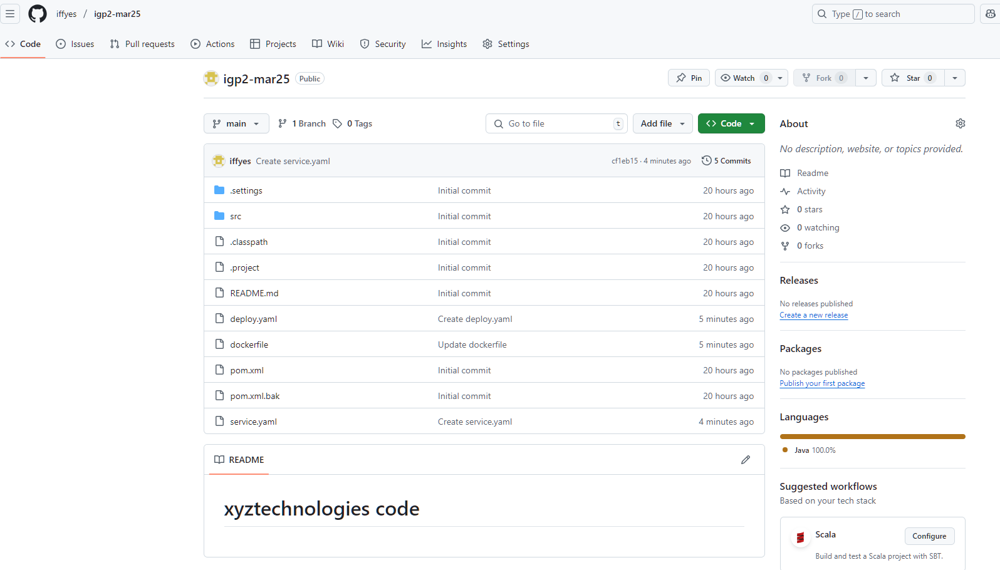 iffyes / igp2-mar25
Type / to search
Code Issues Pull requests Actions Projects Wiki Security Insights Settings
igp2-mar25 Public
Pin Watch 0 Fork 0 Star 0
main 1 Branch 0 Tags Go to file t Add file Code
iffyes Create service.yaml cf1eb15 · 4 minutes ago 5 Commits
.settings Initial commit 20 hours ago
src Initial commit 20 hours ago
.classpath Initial commit 20 hours ago
.project Initial commit 20 hours ago
README.md Initial commit 20 hours ago
deploy.yaml Create deploy.yaml 5 minutes ago
dockerfile Update dockerfile 5 minutes ago
pom.xml Initial commit 20 hours ago
pom.xml.bak Initial commit 20 hours ago
service.yaml Create service.yaml 4 minutes ago
README
xyztechnologies code
About
No description, website, or topics provided.
Readme
Activity
0 stars
0 watching
0 forks
Releases
No releases published
Create a new release
Packages
No packages published
Publish your first package
Languages
Java 100.0%
Suggested workflows
Based on your tech stack
Scala Configure
Build and test a Scala project with SBT.